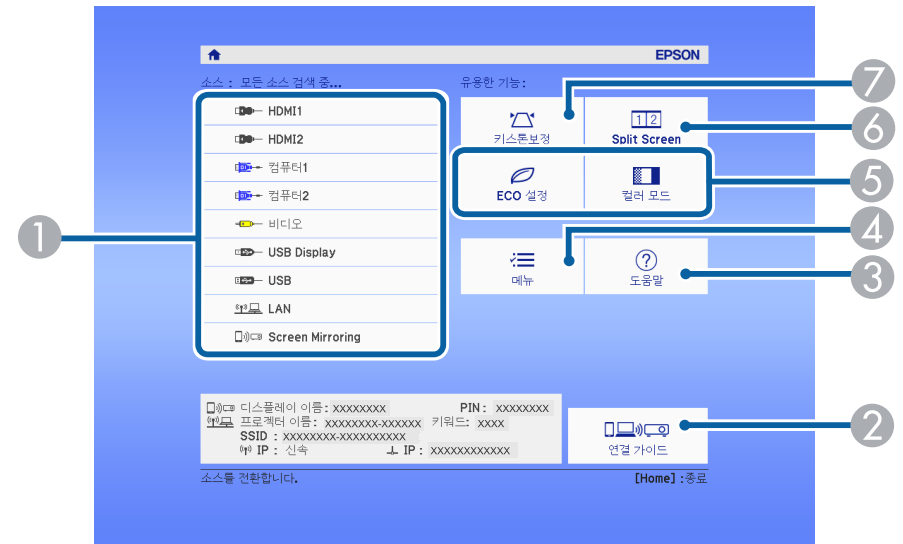 EPSON
소스 : 모든 소스 검색 중...
유용한 기능:
HDMI1
HDMI2
컴퓨터1
컴퓨터2
비디오
USB Display
USB
LAN
Screen Mirroring
키스톤보정
1 2
Split Screen
ECO 설정
컬러 모드
메뉴
?
도움말
7
6
5
4
3
1
2
디스플레이 이름: xxxxxxxx PIN: xxxxxxxx
프로젝터 이름: xxxxxxxx-xxxxxx 키워드: xxxx
SSID : xxxxxxxx-xxxxxxxxxx
IP : 신속 IP : xxxxxxxxxxxx
연결 가이드
소스를 전환합니다. [Home] :종료